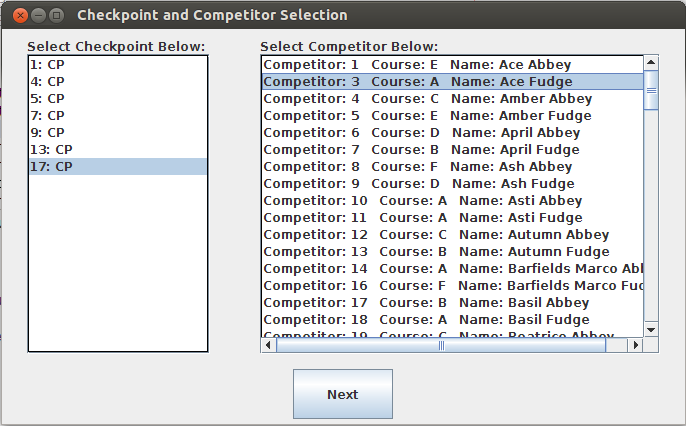 Checkpoint and Competitor Selection
Select Checkpoint Below:
1: CP
4: CP
5: CP
7: CP
9: CP
13: CP
17: CP
Select Competitor Below:
Competitor: 1 Course: E Name: Ace Abbey
Competitor: 3 Course: A Name: Ace Fudge
Competitor: 4 Course: C Name: Amber Abbey
Competitor: 5 Course: E Name: Amber Fudge
Competitor: 6 Course: D Name: April Abbey
Competitor: 7 Course: B Name: April Fudge
Competitor: 8 Course: F Name: Ash Abbey
Competitor: 9 Course: D Name: Ash Fudge
Competitor: 10 Course: A Name: Asti Abbey
Competitor: 11 Course: A Name: Asti Fudge
Competitor: 12 Course: C Name: Autumn Abbey
Competitor: 13 Course: B Name: Autumn Fudge
Competitor: 14 Course: A Name: Barfields Marco Abl
Competitor: 16 Course: F Name: Barfields Marco Fuc
Competitor: 17 Course: B Name: Basil Abbey
Competitor: 18 Course: A Name: Basil Fudge
Competitor: 19 Course: C Name: Beatrice Abbey
Next